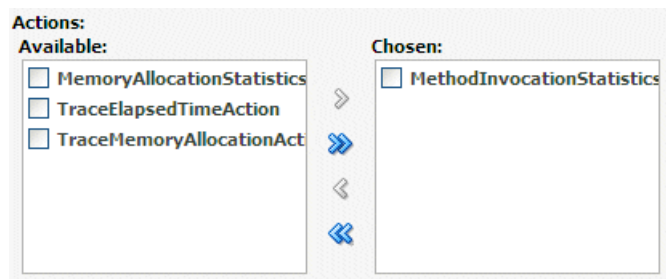 Actions:
Available:
Chosen:
MemoryAllocationStatistics
MethodInvocationStatistics
TraceElapsedTimeAction
TraceMemoryAllocationAct